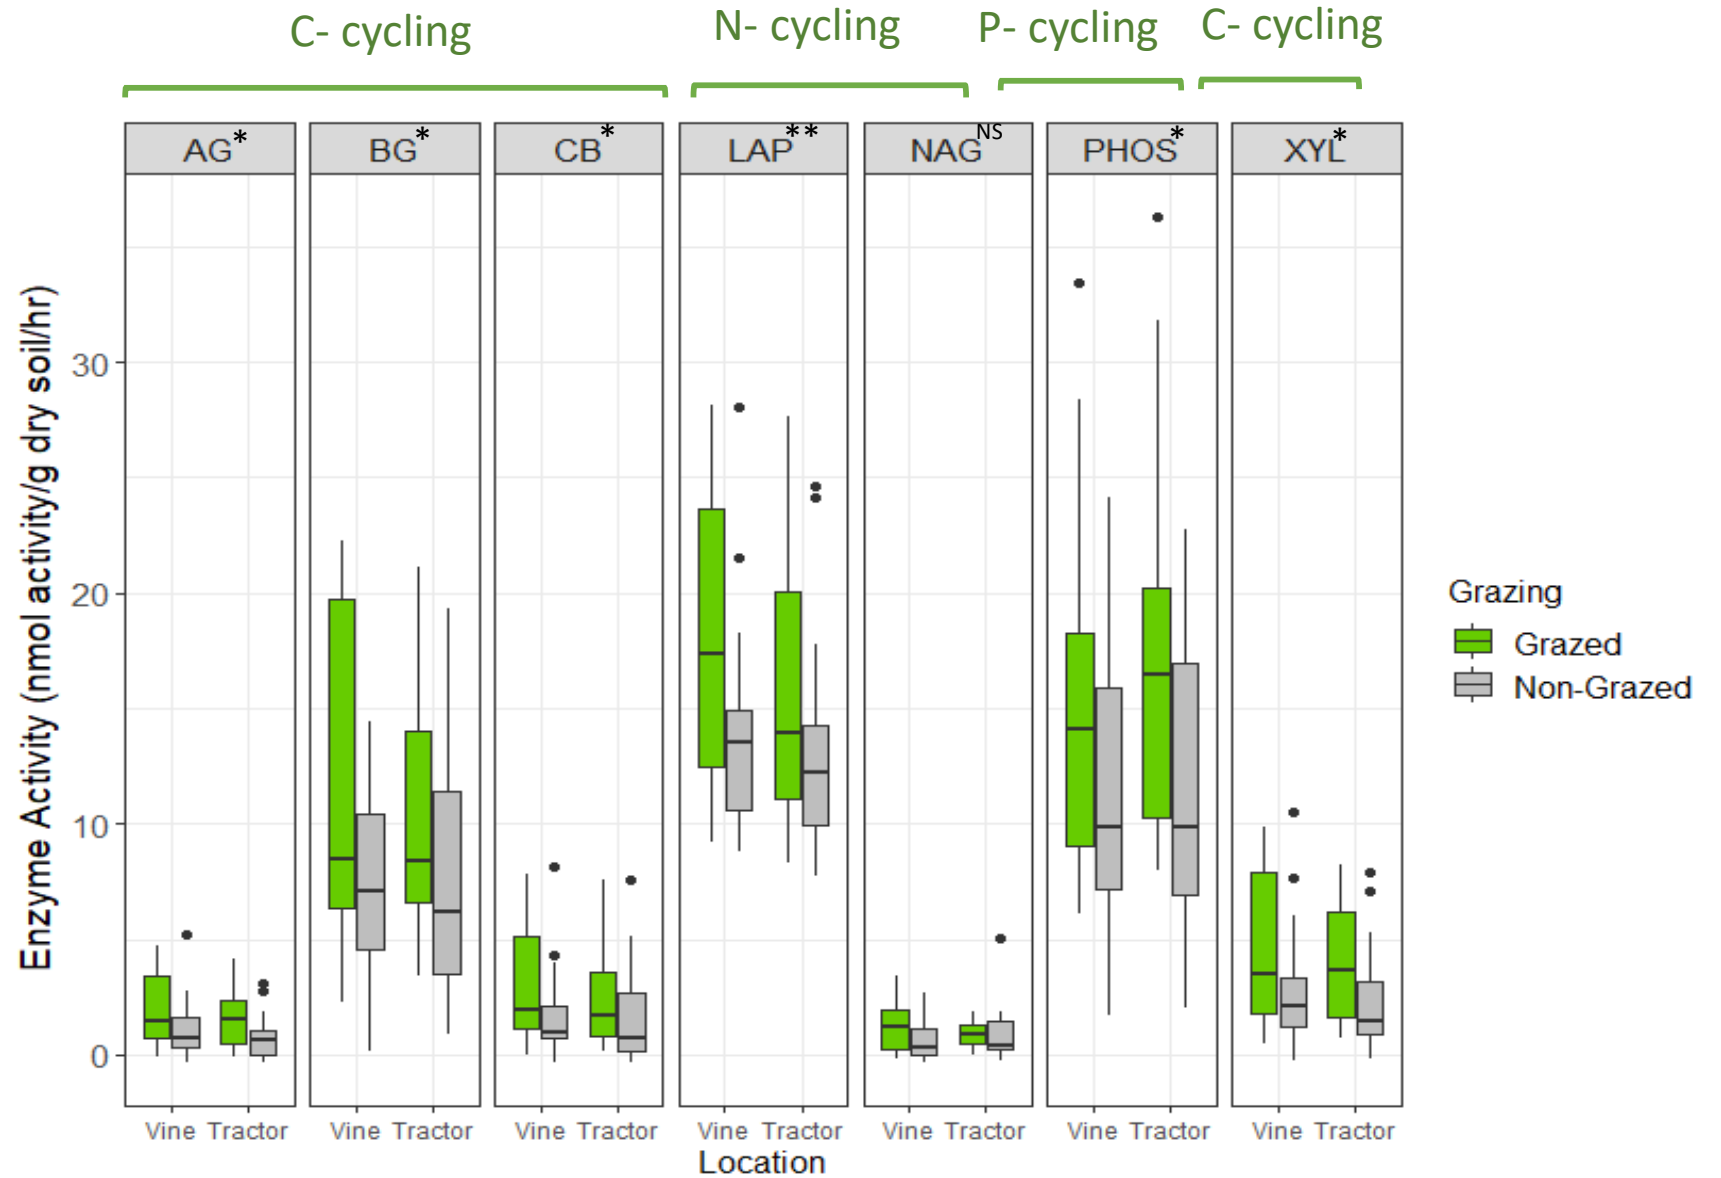 C- cycling N- cycling P- cycling C- cycling
AG* BG* CB* LAP** NAG NS PHOS* XYL*
Enzyme Activity (nmol activity/g dry soil/hr)
30
20
10
0
Vine Tractor Vine Tractor Vine Tractor Vine Tractor Vine Tractor Vine Tractor Vine Tractor
Location
Grazing
Grazed
Non-Grazed